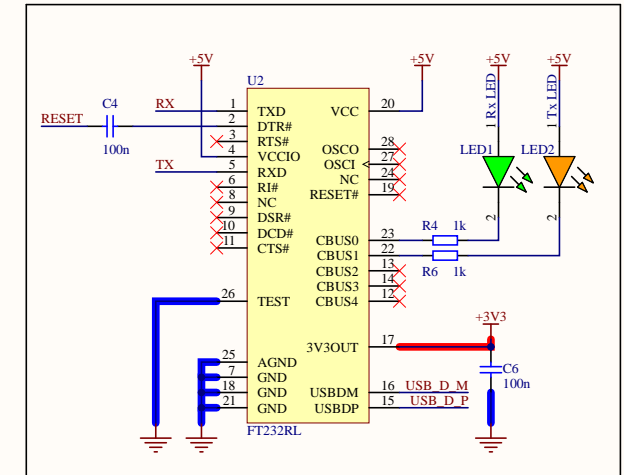 +5V
+5V
+5V
+5V
U2
1 Rx LED
1 Tx LED
C4
RX
1
TXD
VCC
20
RESET
2
DTR#
3
RTS#
100n
4
VCCIO
OSCO
28
LED1
LED2
TX
5
RXD
OSCI
27
6
RI#
NC
24
8
NC
RESET#
19
9
DSR#
2
2
10
DCD#
R4
1k
11
CTS#
CBUS0
23
CBUS1
22
CBUS2
13
R6
1k
CBUS3
14
26
TEST
CBUS4
12
+3V3
3V3OUT
17
25
AGND
C6
7
GND
100n
18
GND
USBDM
16
USB_D_M
21
GND
USBDP
15
USB_D_P
FT232RL